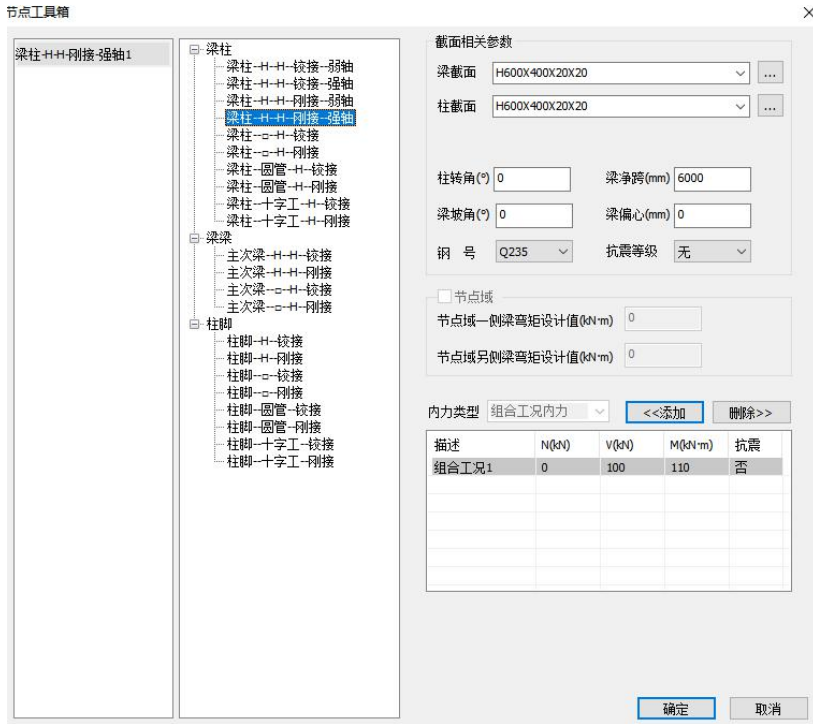 节点工具箱
梁柱-H-H-刚接-强轴1
梁柱
梁柱--H--H--铰接--弱轴
梁柱--H--H--铰接--强轴
梁柱--H--H--刚接--弱轴
梁柱--H--H--刚接--强轴
梁柱--□--H--铰接
梁柱--□--H--刚接
梁柱--圆管--H--铰接
梁柱--圆管--H--刚接
梁柱--十字工--H--铰接
梁柱--十字工--H--刚接
梁梁
主次梁--H--H--铰接
主次梁--H--H--刚接
主次梁--□--H--铰接
主次梁--□--H--刚接
柱脚
柱脚--H--铰接
柱脚--H--刚接
柱脚--□--铰接
柱脚--□--刚接
柱脚--圆管--铰接
柱脚--圆管--刚接
柱脚--十字工--铰接
柱脚--十字工--刚接
截面相关参数
梁截面 H600X400X20X20 ...
柱截面 H600X400X20X20 ...
柱转角(°) 0 梁净跨(mm) 6000
梁坡角(°) 0 梁偏心(mm) 0
钢 号 Q235 抗震等级 无
节点域
节点域一侧梁弯矩设计值(kN·m) 0
节点域另侧梁弯矩设计值(kN·m) 0
内力类型 组合工况内力 <<添加 删除>>
描述 N(kN) V(kN) M(kN·m) 抗震
组合工况1 0 100 110 否
确定 取消